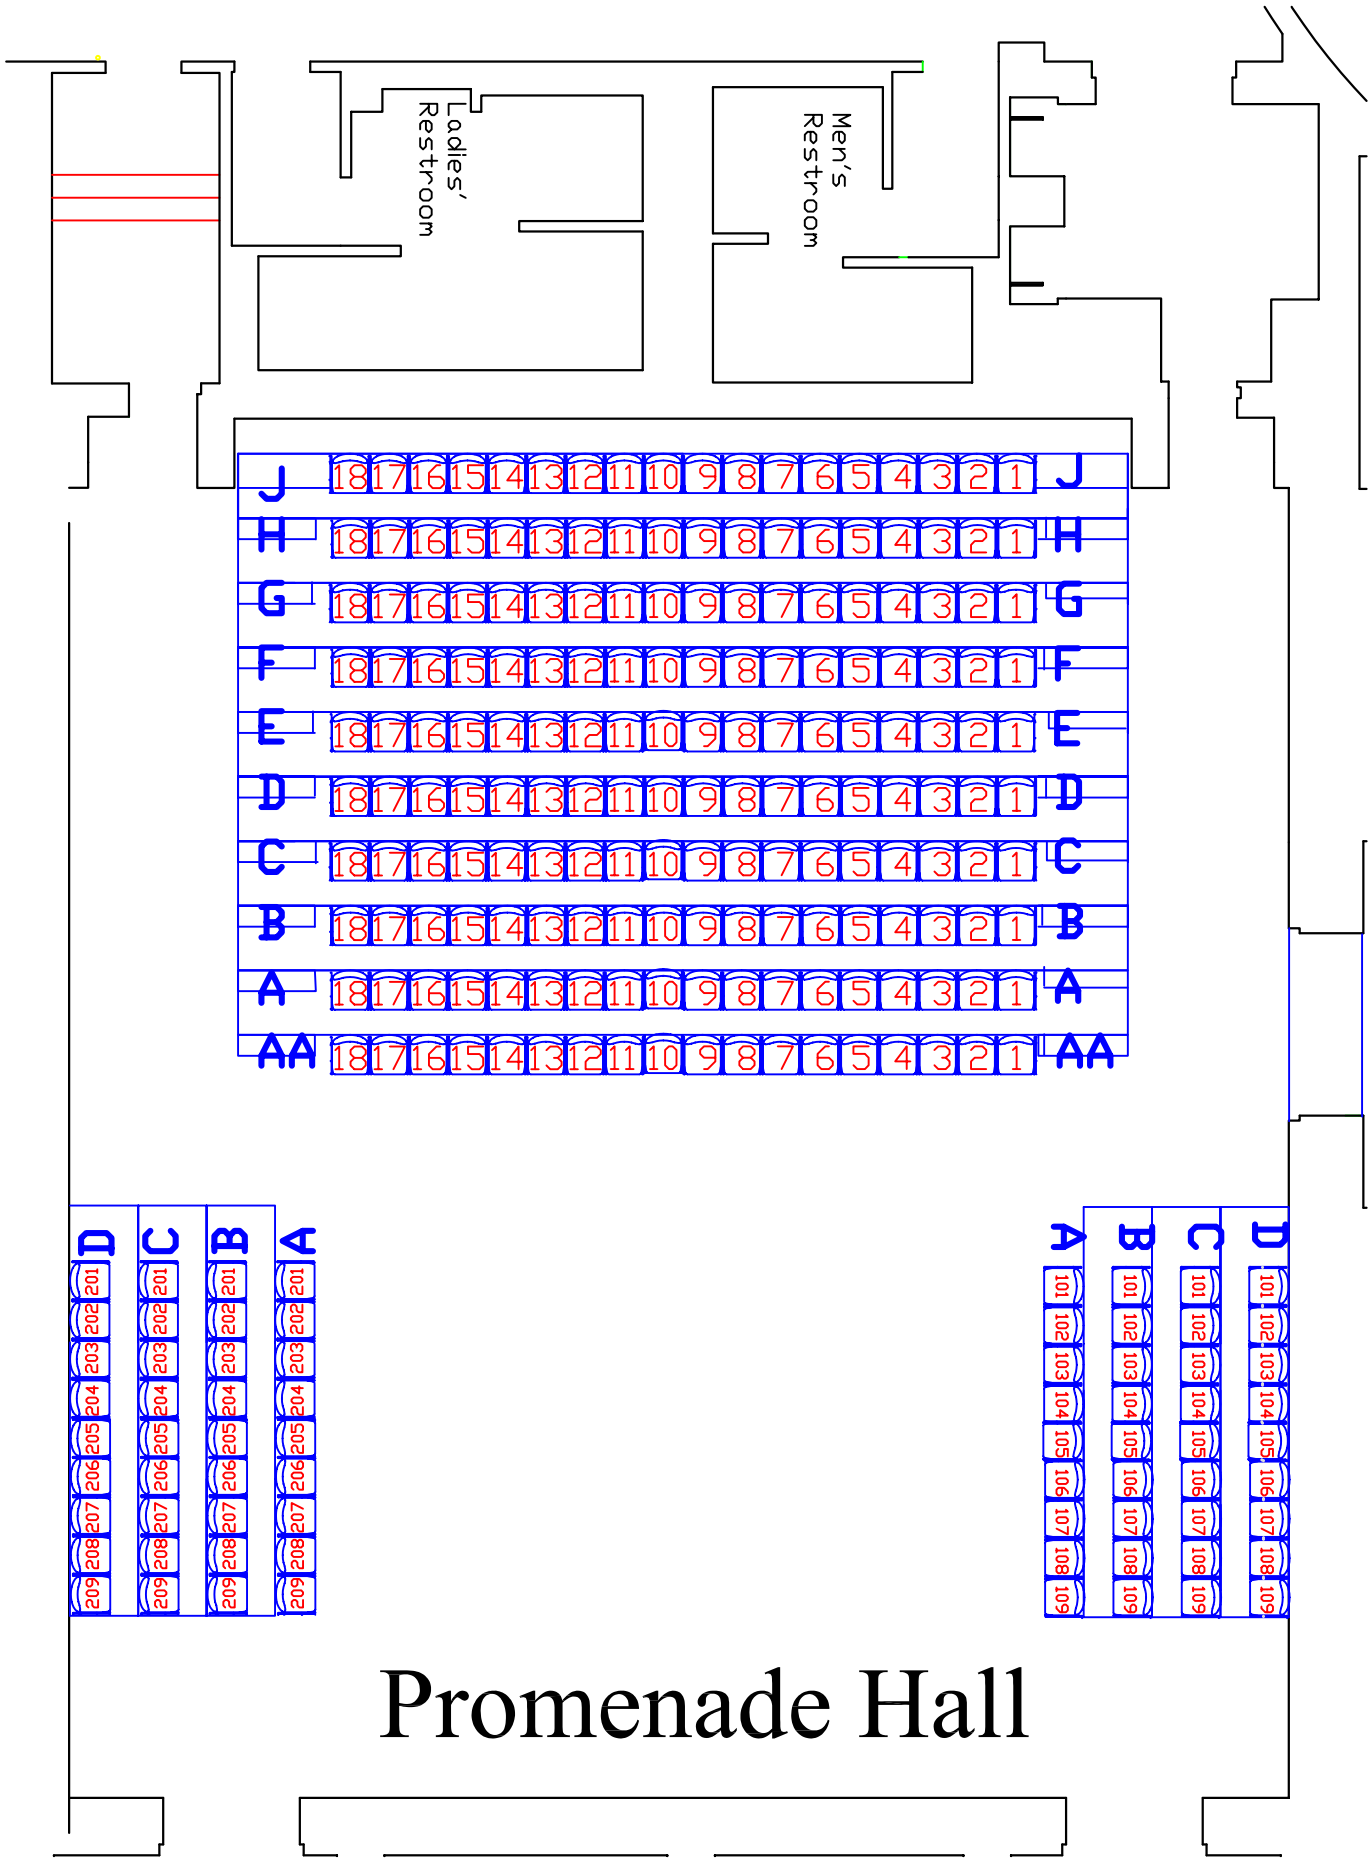 Ladies'
Restroom
Men's
Restroom
J 18 17 16 15 14 13 12 11 10 9 8 7 6 5 4 3 2 1 J
H 18 17 16 15 14 13 12 11 10 9 8 7 6 5 4 3 2 1 H
G 18 17 16 15 14 13 12 11 10 9 8 7 6 5 4 3 2 1 G
F 18 17 16 15 14 13 12 11 10 9 8 7 6 5 4 3 2 1 F
E 18 17 16 15 14 13 12 11 10 9 8 7 6 5 4 3 2 1 E
D 18 17 16 15 14 13 12 11 10 9 8 7 6 5 4 3 2 1 D
C 18 17 16 15 14 13 12 11 10 9 8 7 6 5 4 3 2 1 C
B 18 17 16 15 14 13 12 11 10 9 8 7 6 5 4 3 2 1 B
A 18 17 16 15 14 13 12 11 10 9 8 7 6 5 4 3 2 1 A
AA 18 17 16 15 14 13 12 11 10 9 8 7 6 5 4 3 2 1 AA
D C B A A B C D
201 201 201 201 101 101 101 101
202 202 202 202 102 102 102 102
203 203 203 203 103 103 103 103
204 204 204 204 104 104 104 104
205 205 205 205 105 105 105 105
206 206 206 206 106 106 106 106
207 207 207 207 107 107 107 107
208 208 208 208 108 108 108 108
209 209 209 209 109 109 109 109
Promenade Hall